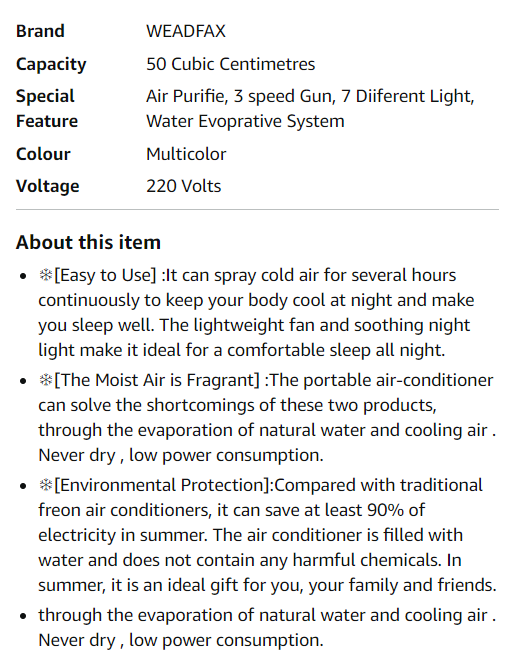 Brand WEADFAX
Capacity 50 Cubic Centimetres
Special Feature Air Purifie, 3 speed Gun, 7 Diiferent Light, Water Evoprative System
Colour Multicolor
Voltage 220 Volts
About this item
• ❄[Easy to Use] :It can spray cold air for several hours
continuously to keep your body cool at night and make
you sleep well. The lightweight fan and soothing night
light make it ideal for a comfortable sleep all night.
• ❄[The Moist Air is Fragrant] :The portable air-conditioner
can solve the shortcomings of these two products,
through the evaporation of natural water and cooling air .
Never dry , low power consumption.
• ❄[Environmental Protection]:Compared with traditional
freon air conditioners, it can save at least 90% of
electricity in summer. The air conditioner is filled with
water and does not contain any harmful chemicals. In
summer, it is an ideal gift for you, your family and friends.
• through the evaporation of natural water and cooling air .
Never dry , low power consumption.